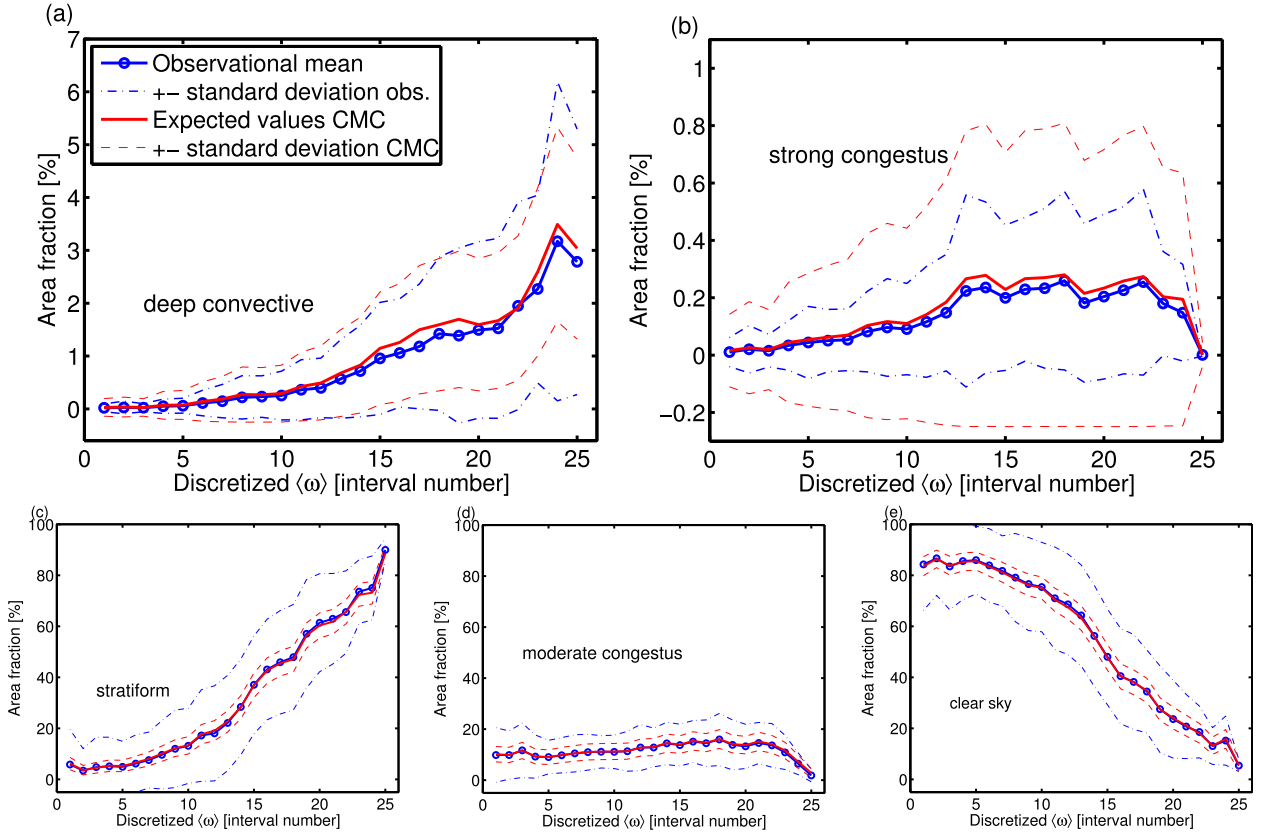 (a)
7
6
5
4
3
2
1
0
Area fraction [%]
Observational mean
+− standard deviation obs.
Expected values CMC
+− standard deviation CMC
deep convective
0 5 10 15 20 25
Discretized ⟨ω⟩ [interval number]
(b)
1
0.8
0.6
0.4
0.2
0
−0.2
Area fraction [%]
strong congestus
0 5 10 15 20 25
Discretized ⟨ω⟩ [interval number]
(c)
100
80
60
40
20
0
Area fraction [%]
stratiform
0 5 10 15 20 25
Discretized ⟨ω⟩ [interval number]
(d)
100
80
60
40
20
0
Area fraction [%]
moderate congestus
0 5 10 15 20 25
Discretized ⟨ω⟩ [interval number]
(e)
100
80
60
40
20
0
Area fraction [%]
clear sky
0 5 10 15 20 25
Discretized ⟨ω⟩ [interval number]